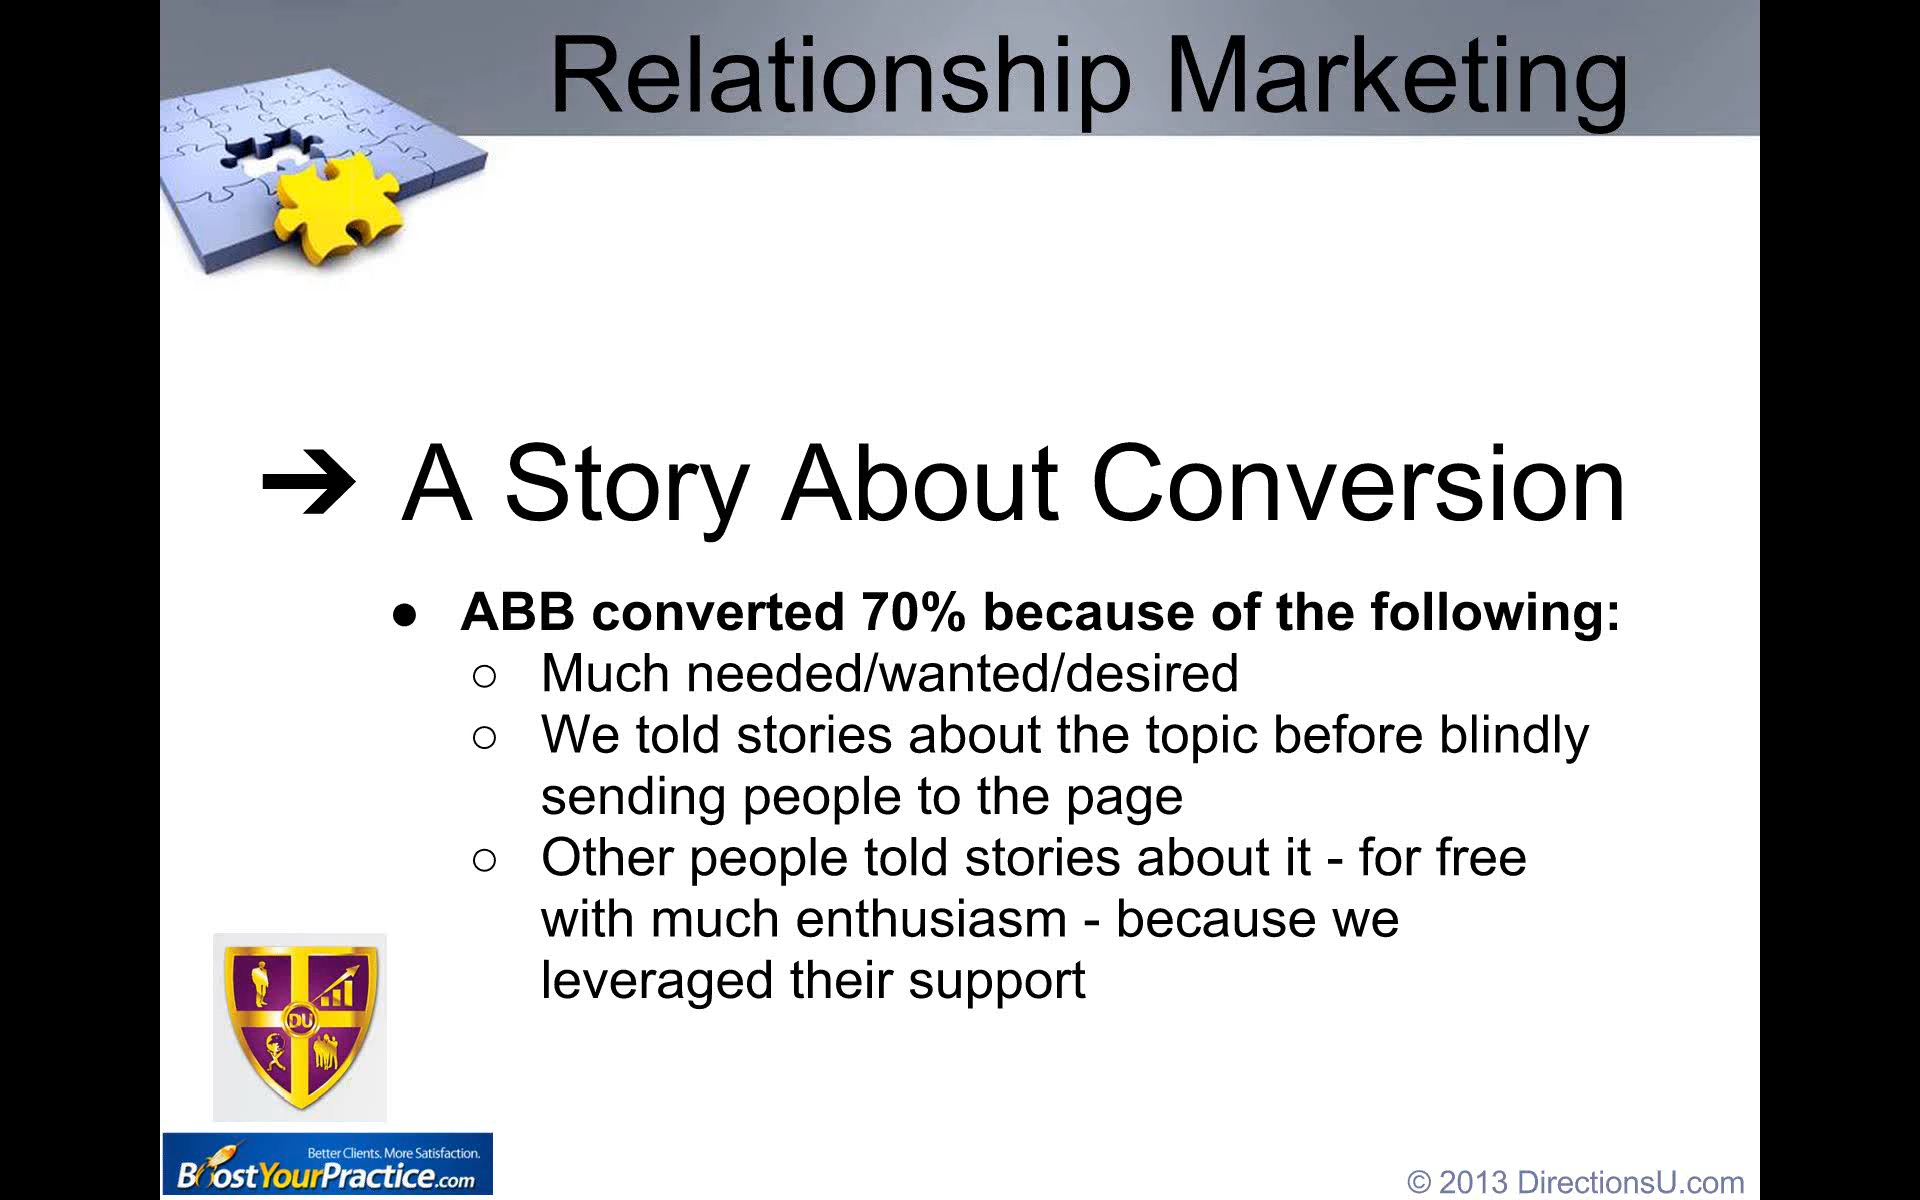 Relationship Marketing
➔ A Story About Conversion
● ABB converted 70% because of the following:
○ Much needed/wanted/desired
○ We told stories about the topic before blindly
sending people to the page
○ Other people told stories about it - for free
with much enthusiasm - because we
leveraged their support
DU
Better Clients. More Satisfaction.
BoostYourPractice.com
© 2013 DirectionsU.com